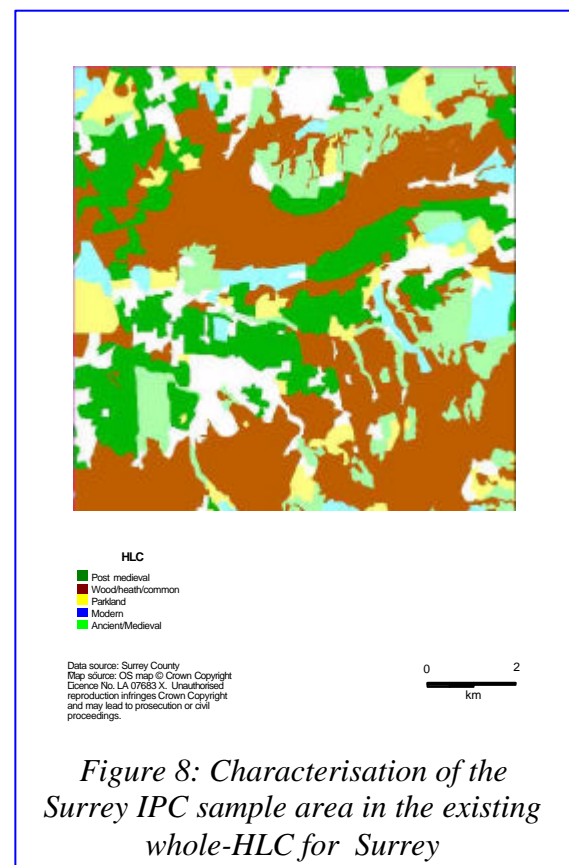 HLC
Post medieval
Wood/heath/common
Parkland
Modern
Ancient/Medieval
Data source: Surrey County
Map source: OS map © Crown Copyright
Licence No. LA 07683 X. Unauthorised
reproduction infringes Crown Copyright
and may lead to prosecution or civil
proceedings.
0 2
km
Figure 8: Characterisation of the
Surrey IPC sample area in the existing
whole-HLC for Surrey